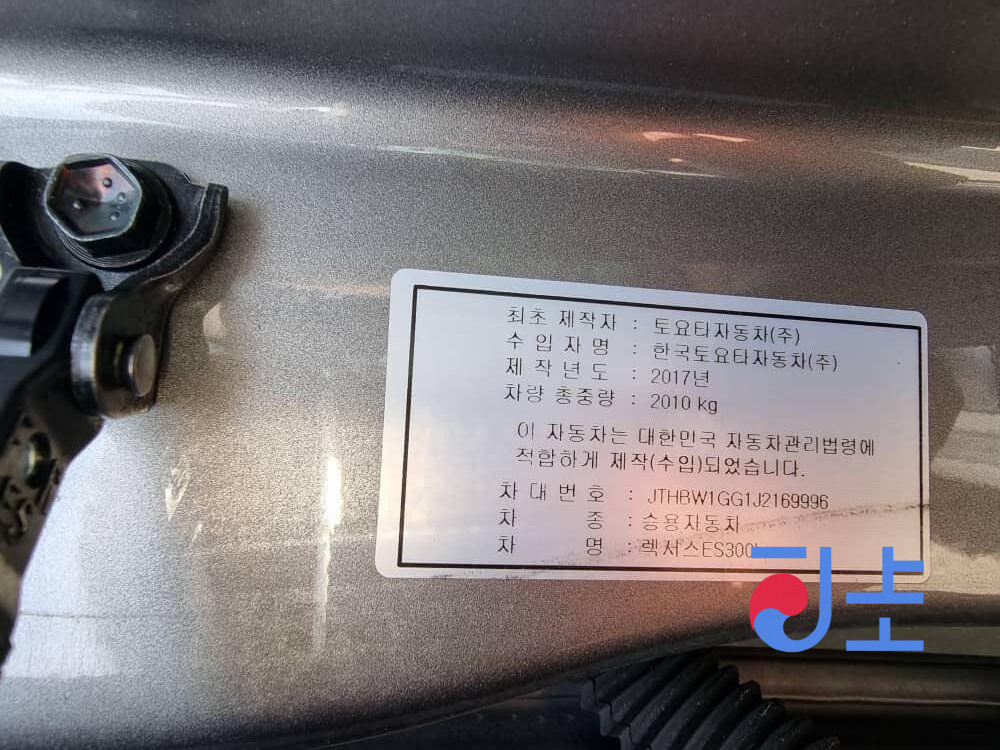 최초 제작자 : 토요타자동차(주)
수 입 자 명 : 한국토요타자동차(주)
제 작 년 도 : 2017년
차량 총중량 : 2010 kg
이 자동차는 대한민국 자동차관리법령에
적합하게 제작(수입)되었습니다.
차 대 번 호 : JTHBW1GG1J2169996
차 종 : 승용자동차
차 명 : 렉서스ES300h